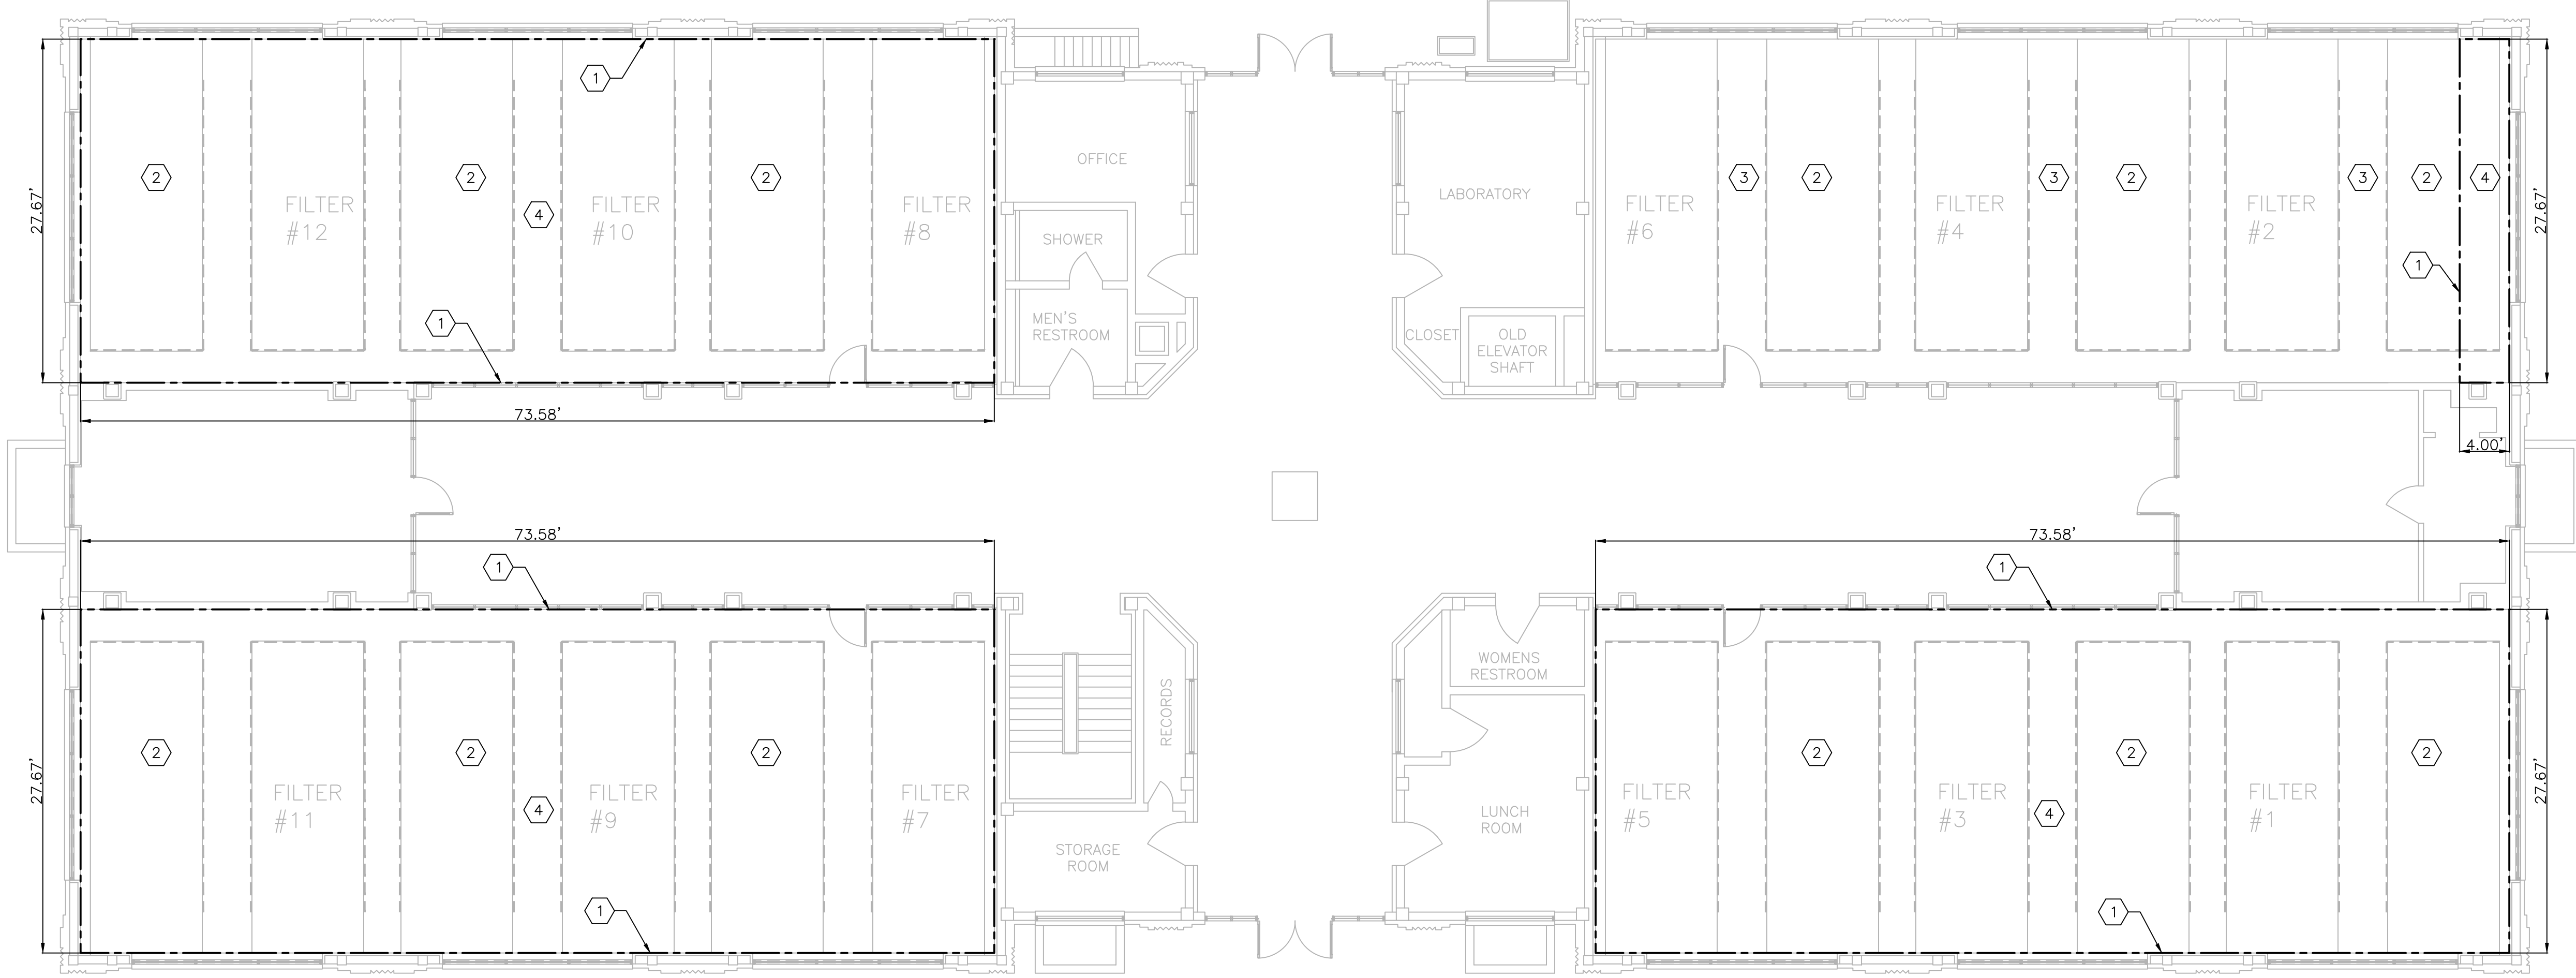 1
27.67'
27.67'
2
2
2
OFFICE
LABORATORY
3
2
3
2
3
2
4
FILTER
#12
4
FILTER
#10
FILTER
#8
FILTER
#6
FILTER
#4
FILTER
#2
SHOWER
1
1
MEN'S
RESTROOM
CLOSET
OLD
ELEVATOR
SHAFT
73.58'
4.00'
73.58'
73.58'
1
1
WOMENS
RESTROOM
RECORDS
2
2
2
2
2
2
27.67'
27.67'
FILTER
#11
FILTER
#9
4
FILTER
#7
FILTER
#5
FILTER
#3
4
FILTER
#1
LUNCH
ROOM
STORAGE
ROOM
1
1